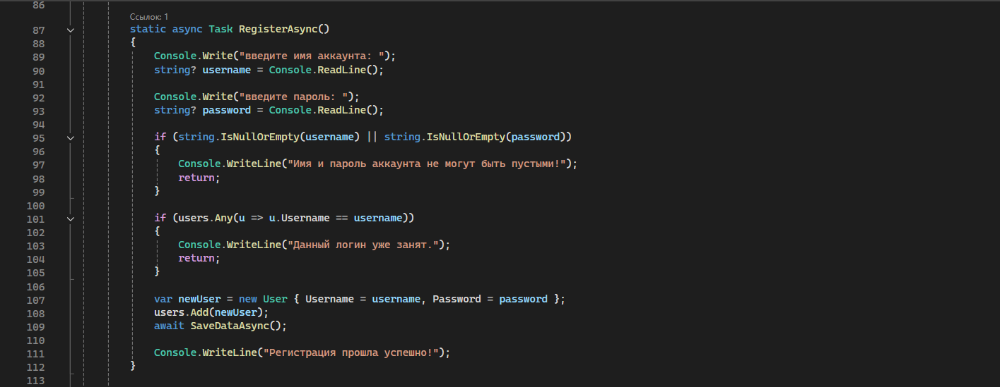 86
Ссылок: 1
87 static async Task RegisterAsync()
88 {
89 Console.Write("введите имя аккаунта: ");
90 string? username = Console.ReadLine();
91
92 Console.Write("введите пароль: ");
93 string? password = Console.ReadLine();
94
95 if (string.IsNullOrEmpty(username) || string.IsNullOrEmpty(password))
96 {
97 Console.WriteLine("Имя и пароль аккаунта не могут быть пустыми!");
98 return;
99 }
100
101 if (users.Any(u => u.Username == username))
102 {
103 Console.WriteLine("Данный логин уже занят.");
104 return;
105 }
106
107 var newUser = new User { Username = username, Password = password };
108 users.Add(newUser);
109 await SaveDataAsync();
110
111 Console.WriteLine("Регистрация прошла успешно!");
112 }
113